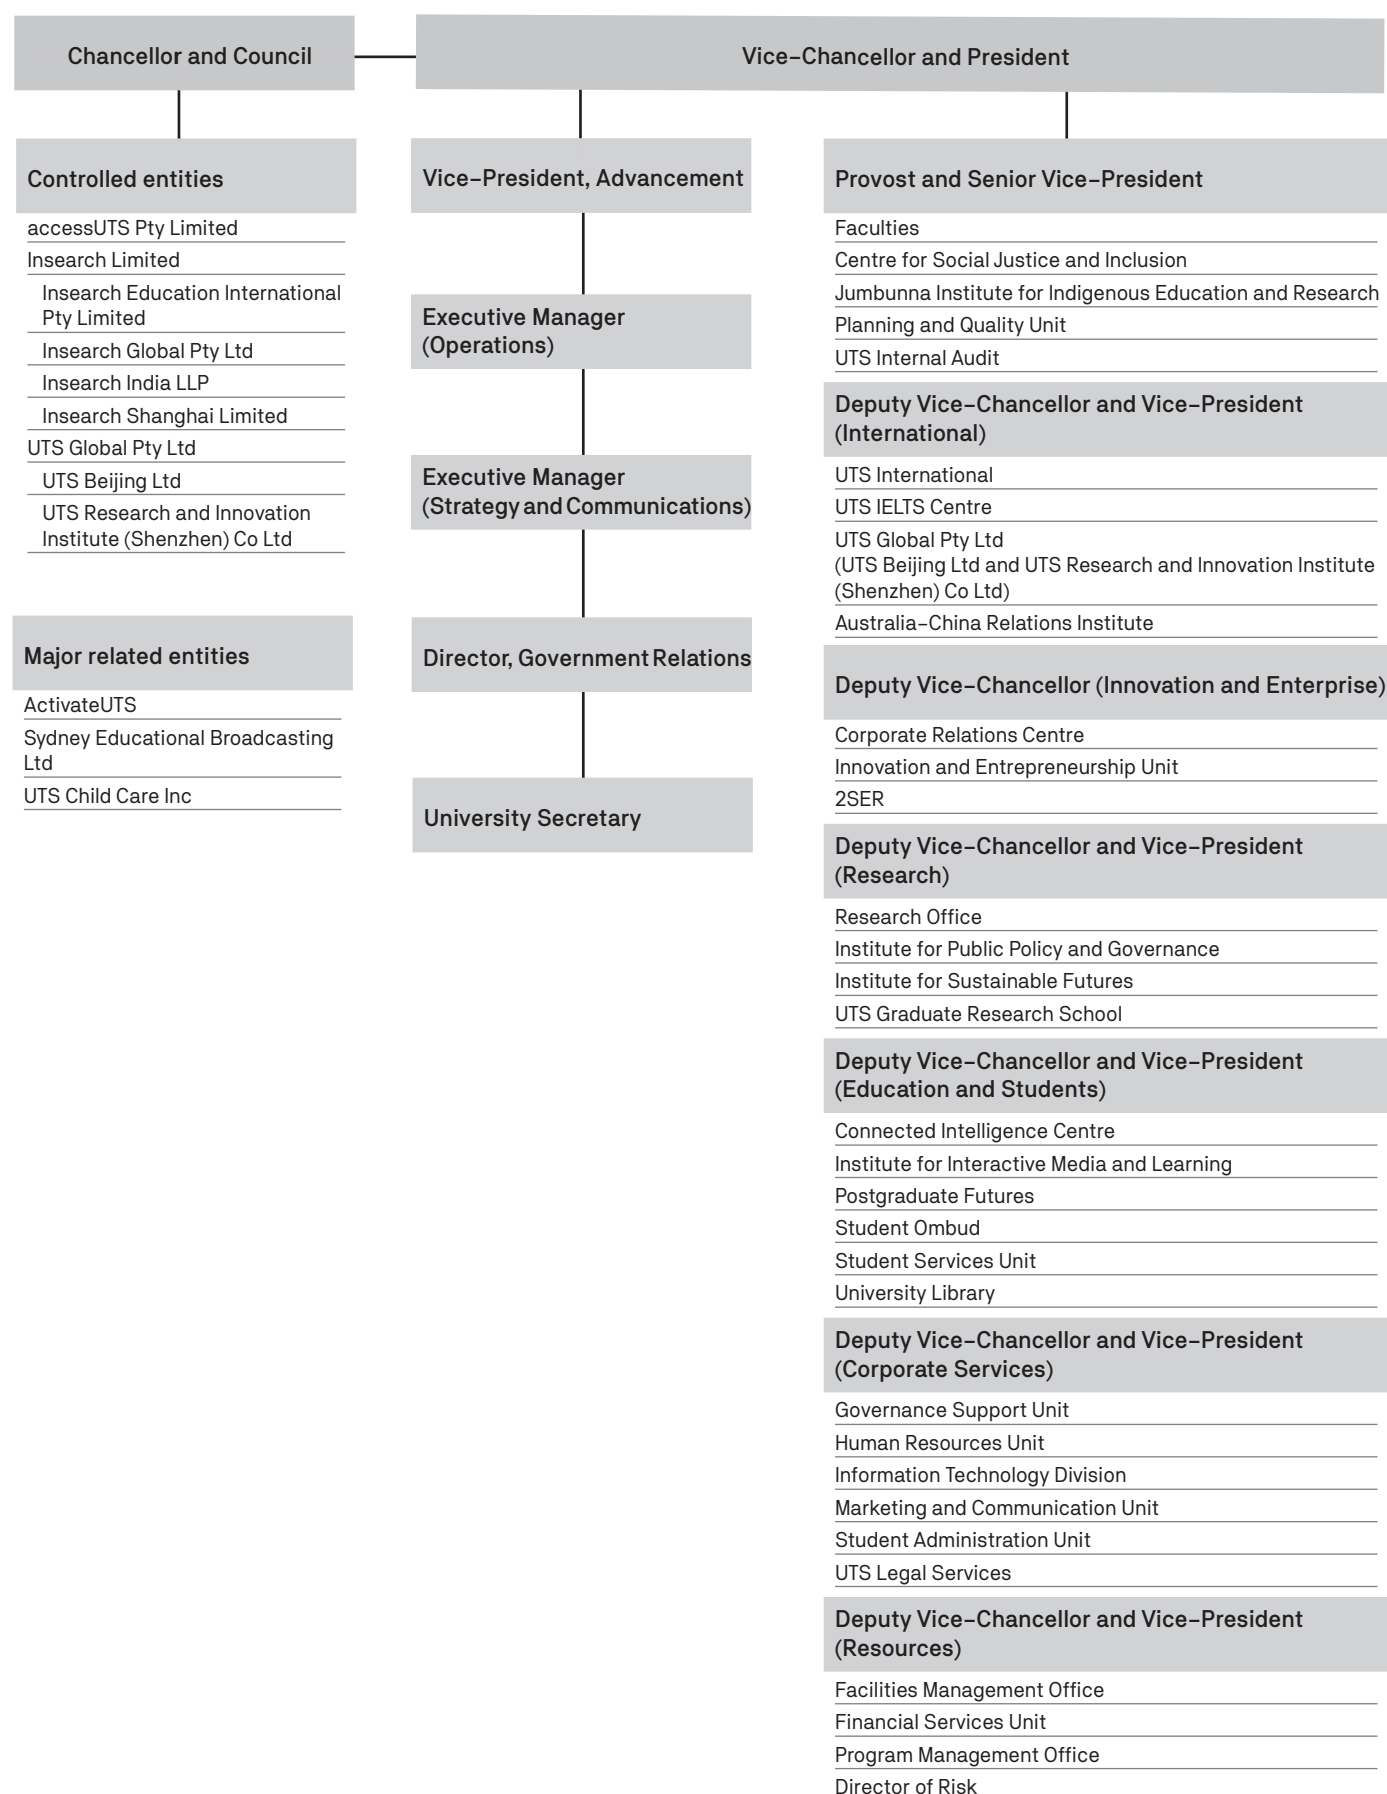 Chancellor and Council
Vice-Chancellor and President
Controlled entities
accessUTS Pty Limited
Insearch Limited
Insearch Education International
Pty Limited
Insearch Global Pty Ltd
Insearch India LLP
Insearch Shanghai Limited
UTS Global Pty Ltd
UTS Beijing Ltd
UTS Research and Innovation
Institute (Shenzhen) Co Ltd
Major related entities
ActivateUTS
Sydney Educational Broadcasting
Ltd
UTS Child Care Inc
Vice-President, Advancement
Executive Manager
(Operations)
Executive Manager
(Strategy and Communications)
Director, Government Relations
University Secretary
Provost and Senior Vice-President
Faculties
Centre for Social Justice and Inclusion
Jumbunna Institute for Indigenous Education and Research
Planning and Quality Unit
UTS Internal Audit
Deputy Vice-Chancellor and Vice-President
(International)
UTS International
UTS IELTS Centre
UTS Global Pty Ltd
(UTS Beijing Ltd and UTS Research and Innovation Institute
(Shenzhen) Co Ltd)
Australia-China Relations Institute
Deputy Vice-Chancellor (Innovation and Enterprise)
Corporate Relations Centre
Innovation and Entrepreneurship Unit
2SER
Deputy Vice-Chancellor and Vice-President
(Research)
Research Office
Institute for Public Policy and Governance
Institute for Sustainable Futures
UTS Graduate Research School
Deputy Vice-Chancellor and Vice-President
(Education and Students)
Connected Intelligence Centre
Institute for Interactive Media and Learning
Postgraduate Futures
Student Ombud
Student Services Unit
University Library
Deputy Vice-Chancellor and Vice-President
(Corporate Services)
Governance Support Unit
Human Resources Unit
Information Technology Division
Marketing and Communication Unit
Student Administration Unit
UTS Legal Services
Deputy Vice-Chancellor and Vice-President
(Resources)
Facilities Management Office
Financial Services Unit
Program Management Office
Director of Risk